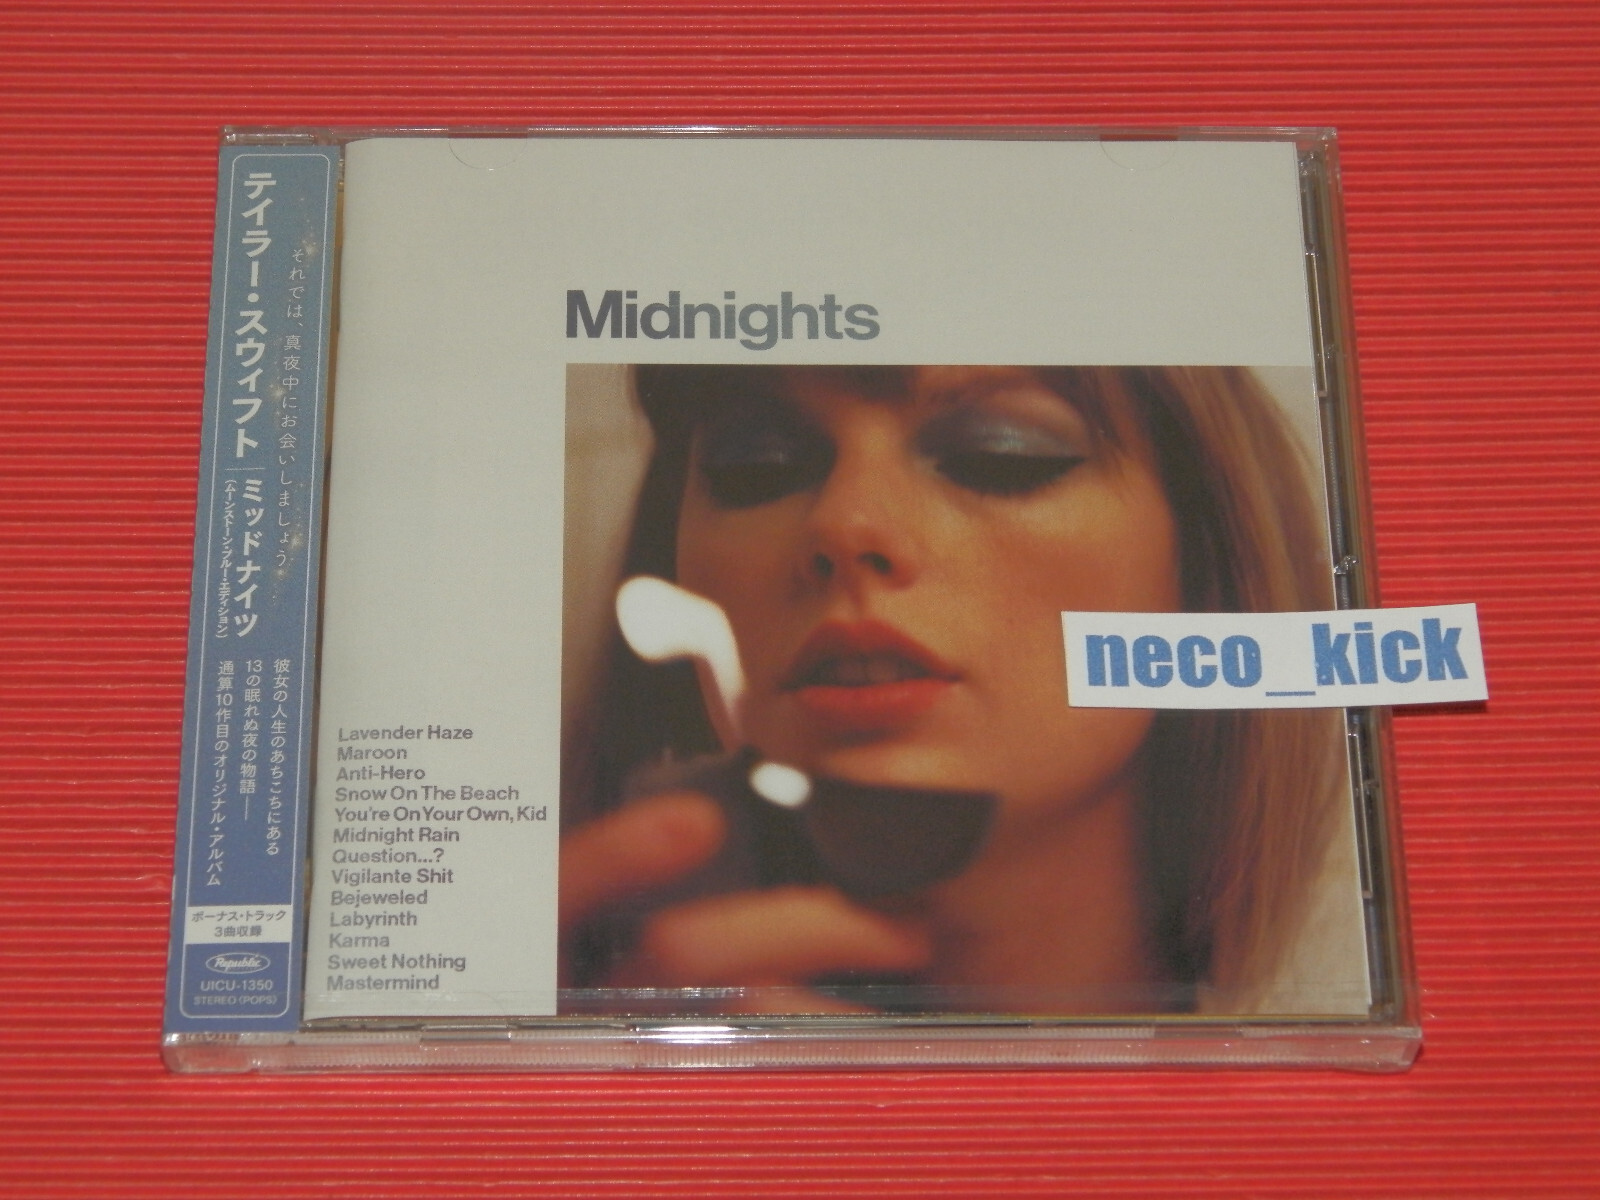 テイラー・スウィフト
ミッドナイツ
(ムーンストーン・ブルー・エディション)
それでは、真夜中にお会いしましょう
彼女の人生のあちこちにある
13の眠れぬ夜の物語——
通算10作目のオリジナル・アルバム
ボーナス・トラック
3曲収録
Republic
UICU-1350
STEREO (POPS)
Midnights
neco__kick
Lavender Haze
Maroon
Anti-Hero
Snow On The Beach
You're On Your Own, Kid
Midnight Rain
Question...?
Vigilante Shit
Bejeweled
Labyrinth
Karma
Sweet Nothing
Mastermind